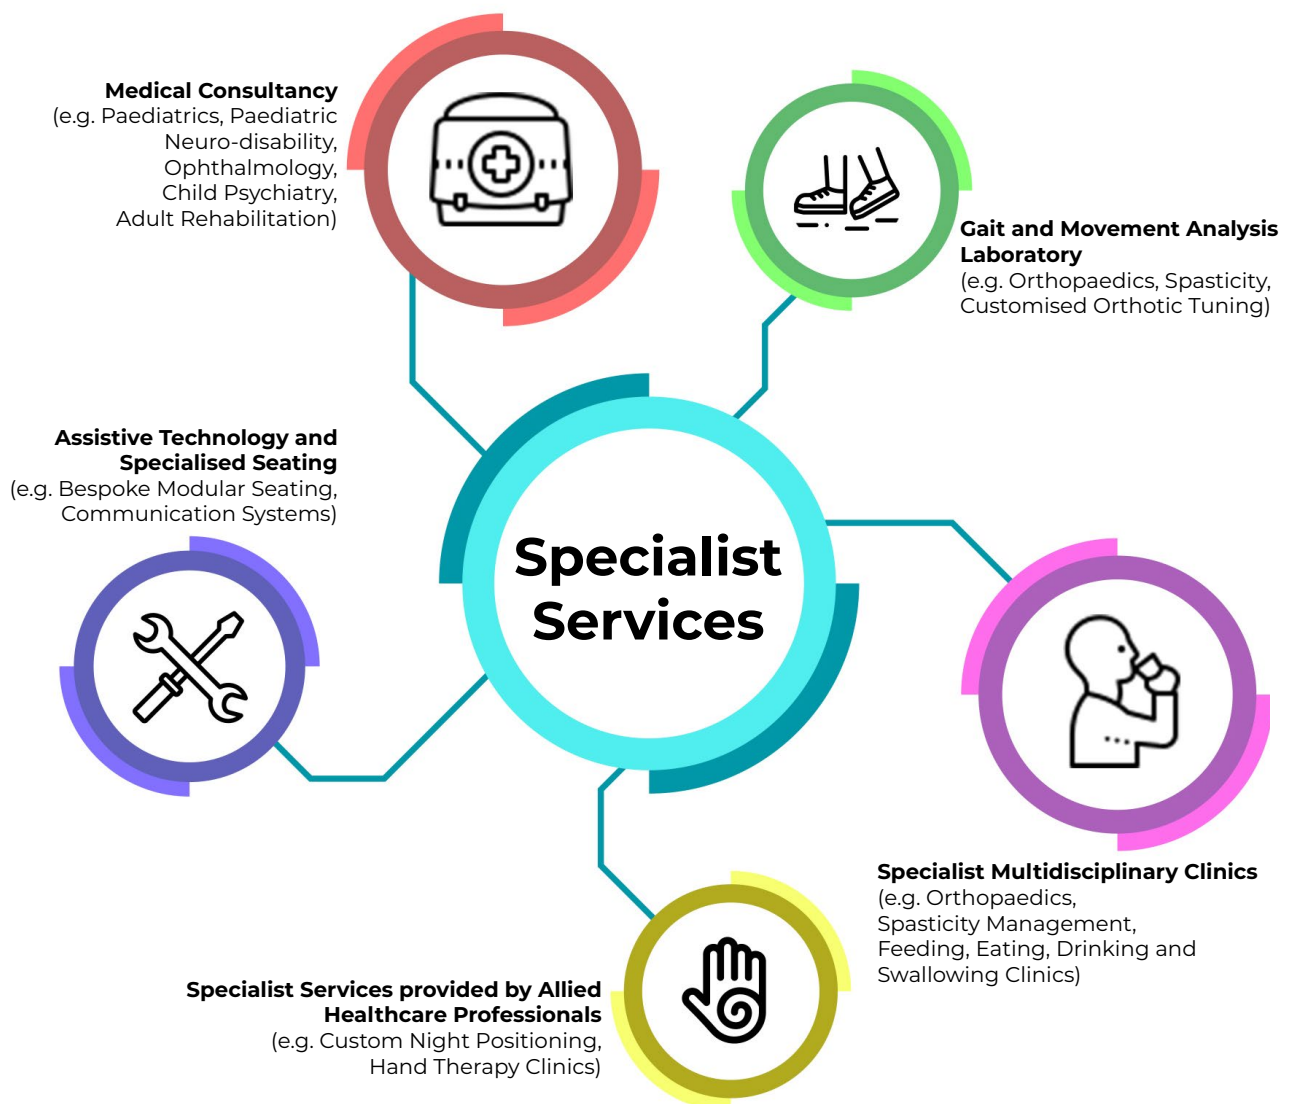 Medical Consultancy
(e.g. Paediatrics, Paediatric
Neuro-disability,
Ophthalmology,
Child Psychiatry,
Adult Rehabilitation)
Gait and Movement Analysis
Laboratory
(e.g. Orthopaedics, Spasticity,
Customised Orthotic Tuning)
Assistive Technology and
Specialised Seating
(e.g. Bespoke Modular Seating,
Communication Systems)
Specialist
Services
Specialist Multidisciplinary Clinics
(e.g. Orthopaedics,
Spasticity Management,
Feeding, Eating, Drinking and
Swallowing Clinics)
Specialist Services provided by Allied
Healthcare Professionals
(e.g. Custom Night Positioning,
Hand Therapy Clinics)